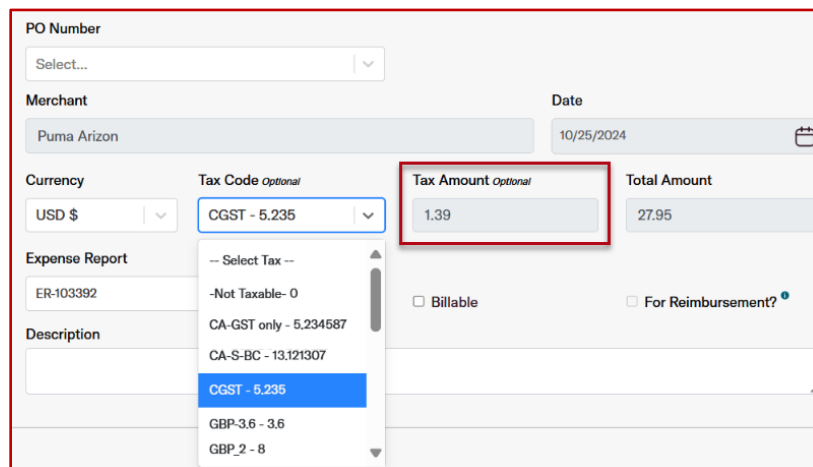 PO Number
Select...
Merchant
Date
Puma Arizon
10/25/2024
Currency
Tax Code Optional
Tax Amount Optional
Total Amount
USD $
CGST - 5.235
1.39
27.95
Expense Report
ER-103392
-- Select Tax --
-Not Taxable- 0
CA-GST only - 5.234587
CA-S-BC - 13.121307
CGST - 5.235
GBP-3.6 - 3.6
GBP_2 - 8
Billable
For Reimbursement?
Description